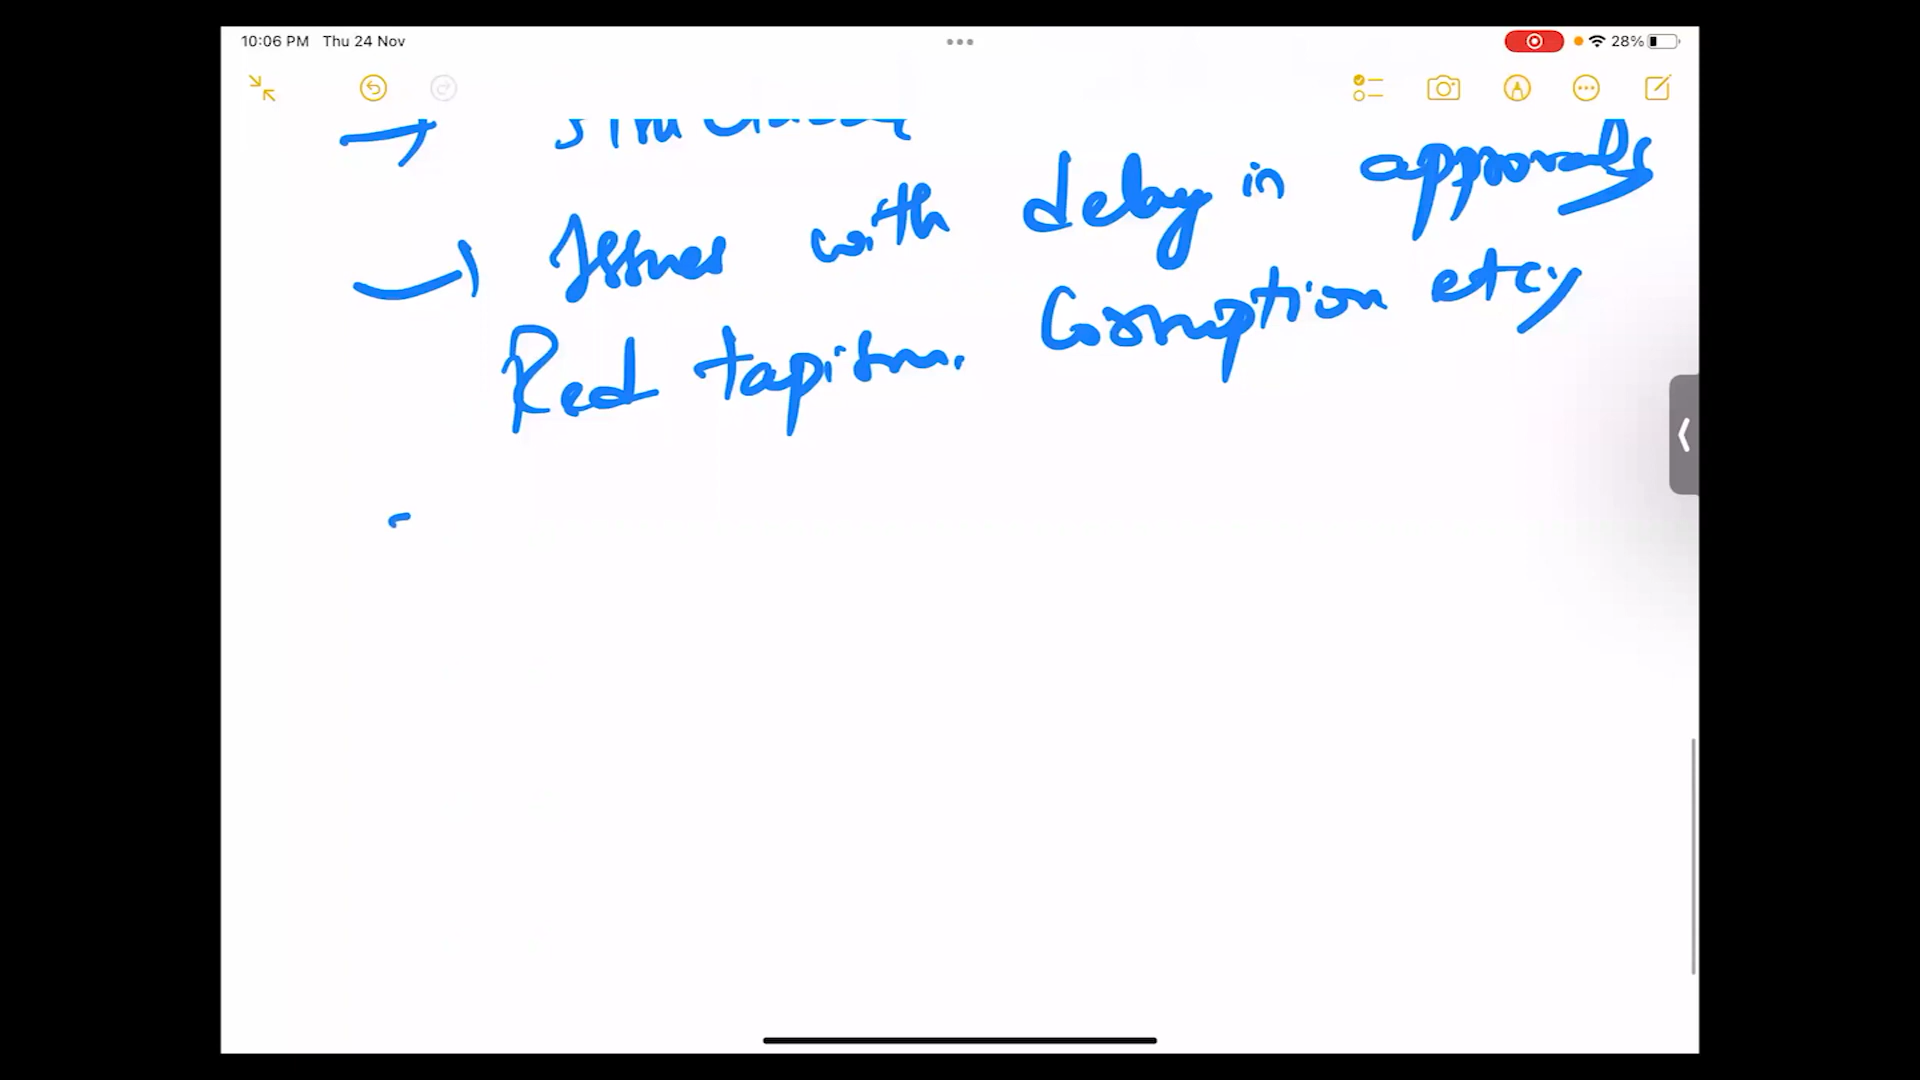 10:06 PM Thu 24 Nov
28%
→ Issues with delay in approvals
Red tapism. Corruption etc